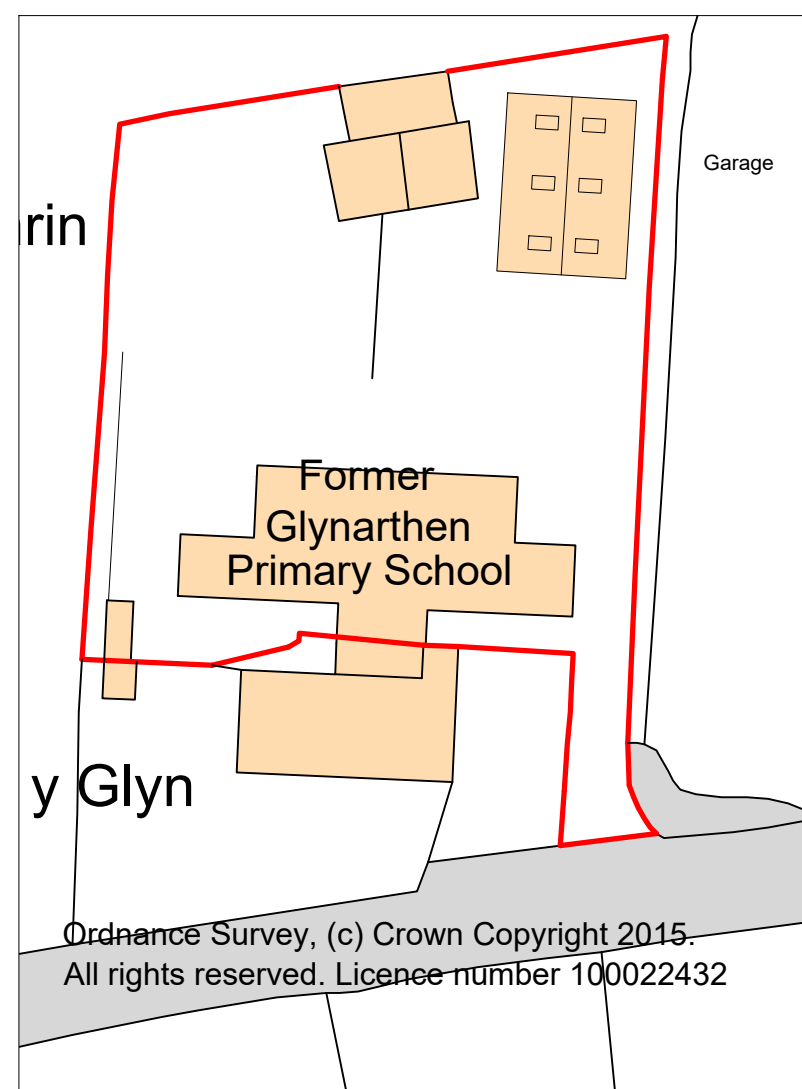 Garage
rin
Former
Glynarthen
Primary School
y Glyn
Ordnance Survey, (c) Crown Copyright 2015.
All rights reserved. Licence number 100022432